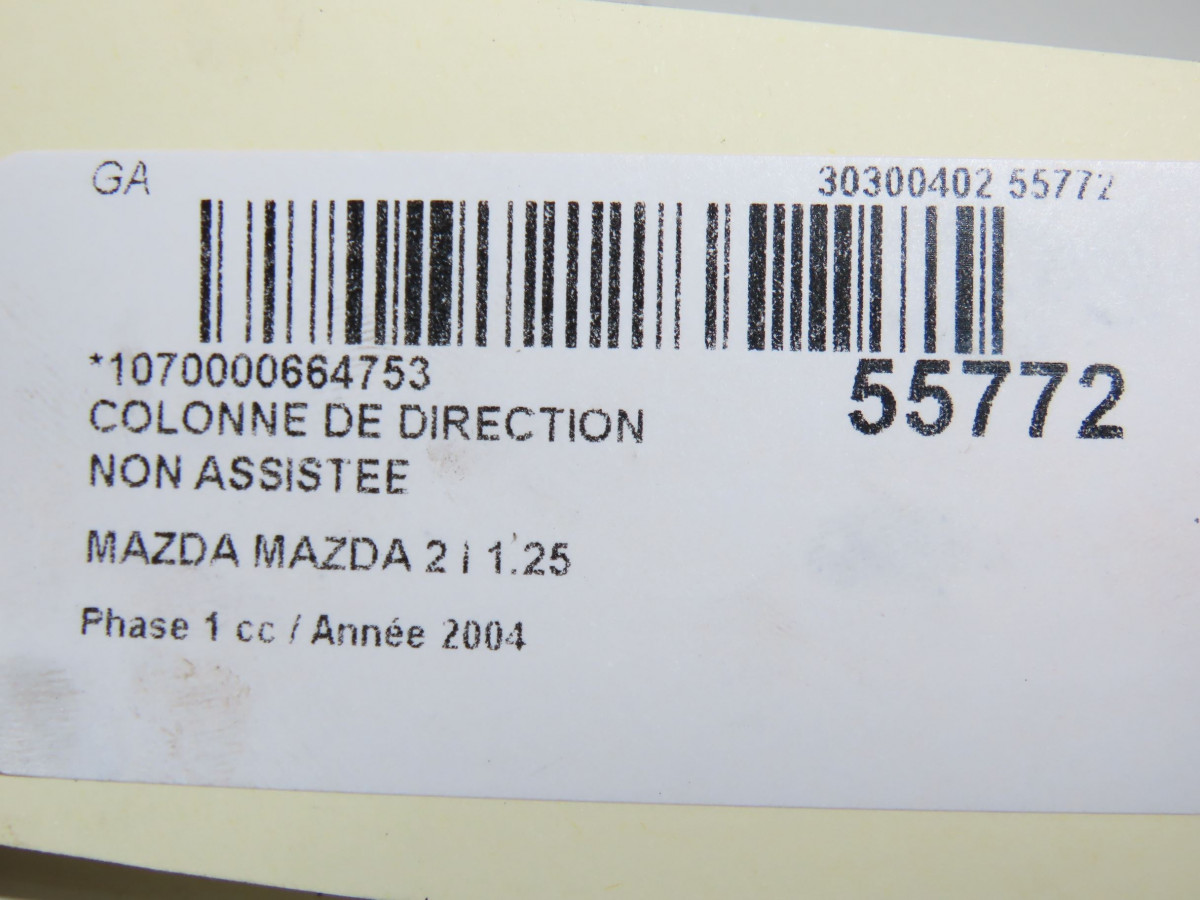 GA
30300402 55772
*1070000664753
55772
COLONNE DE DIRECTION
NON ASSISTEE
MAZDA MAZDA 2 I 1.25
Phase 1 cc / Année 2004